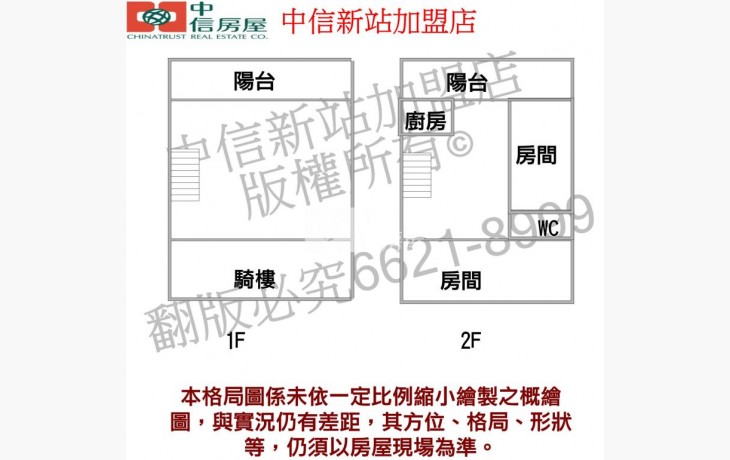 中信房屋
CHINATRUST REAL ESTATE CO.
中信新站加盟店
陽台
陽台
廚房
房間
WC
騎樓
房間
1F
2F
中信新站加盟店
版權所有©
翻版必究6621-8999
本格局圖係未依一定比例縮小繪製之概繪
圖，與實況仍有差距，其方位、格局、形狀
等，仍須以房屋現場為準。